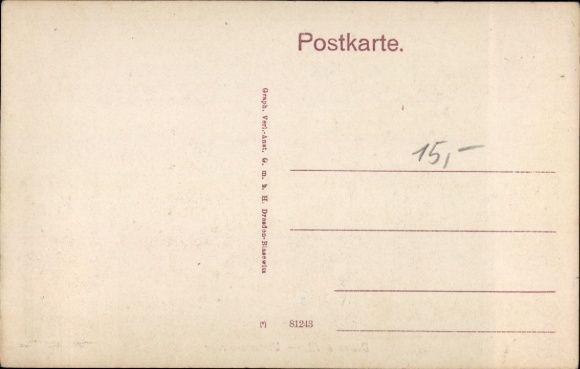 Postkarte.
Graph. Verl.-Anst. G. m. b. H. Dresden-Blasewitz
15,-
(*) 81243